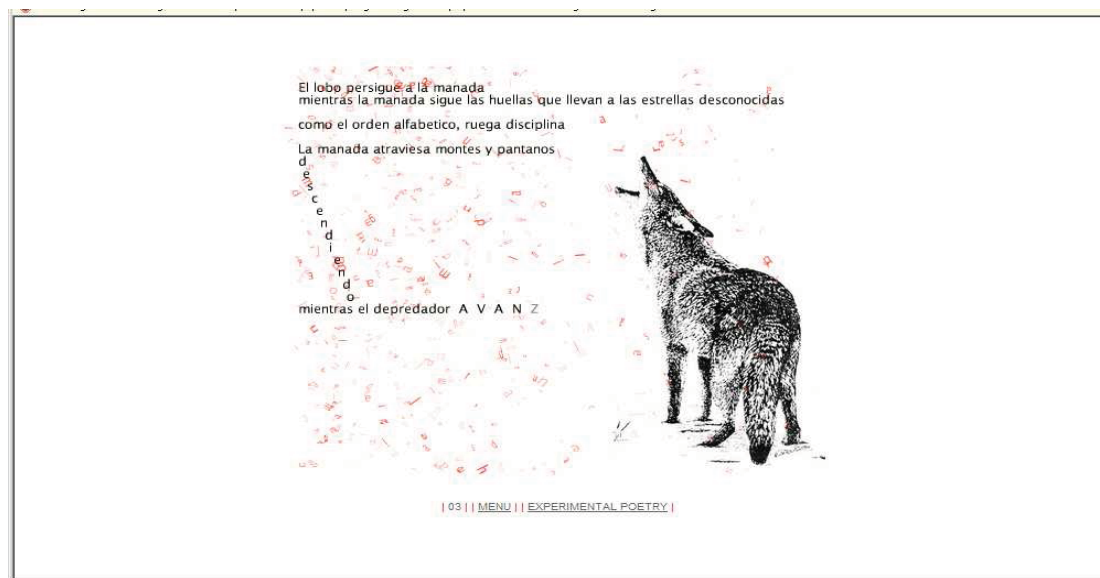 El lobo persigue a la manada
mientras la manada sigue las huellas que llevan a las estrellas desconocidas
como el orden alfabetico, ruega disciplina
La manada atraviesa montes y pantanos
d
e
s
c
e
n
d
i
e
n
d
o
mientras el depredador A V A N Z
| 03 | | MENU | | EXPERIMENTAL POETRY |